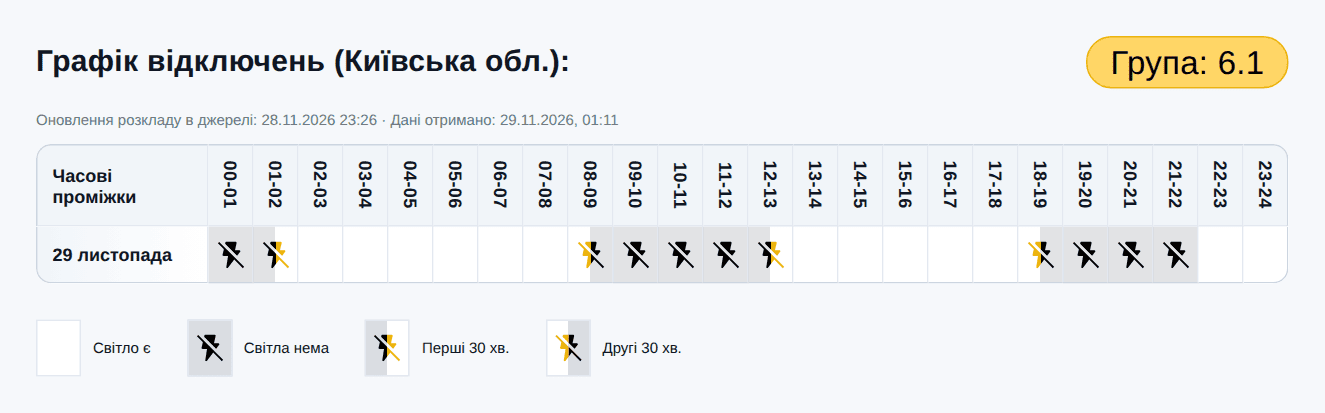 Графік відключень (Київська обл.):
Група: 6.1
Оновлення розкладу в джерелі: 28.11.2026 23:26 · Дані отримано: 29.11.2026, 01:11
Часові
проміжки
00-01
01-02
02-03
03-04
04-05
05-06
06-07
07-08
08-09
09-10
10-11
11-12
12-13
13-14
14-15
15-16
16-17
17-18
18-19
19-20
20-21
21-22
22-23
23-24
29 листопада
Світло є
Світла нема
Перші 30 хв.
Другі 30 хв.